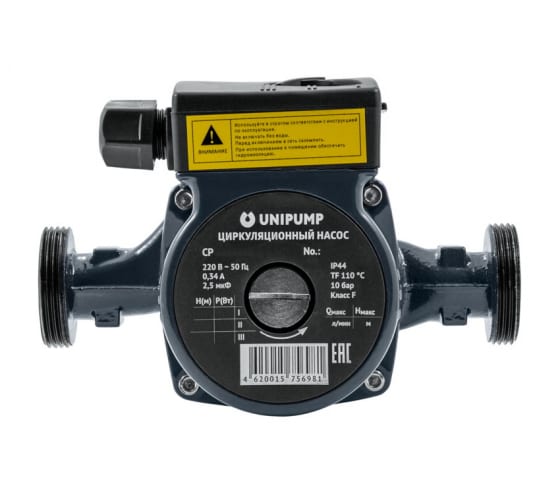 Используйте в строгом соответствии с инструкцией
по эксплуатации.
Не включать без воды.
Перед включением в сеть заземлить.
При использовании в помещении обеспечить
гидроизоляцию.
ВНИМАНИЕ
UNIPUMP
ЦИРКУЛЯЦИОННЫЙ НАСОС
CP No.:
220 В ~ 50 Гц IP44
0,34 А TF 110 °C
2,5 мкФ 10 бар
Класс F
H(м) P(Вт) Qмакс Hмакс
I л/мин м
II
III
EAC
4 620015 756981